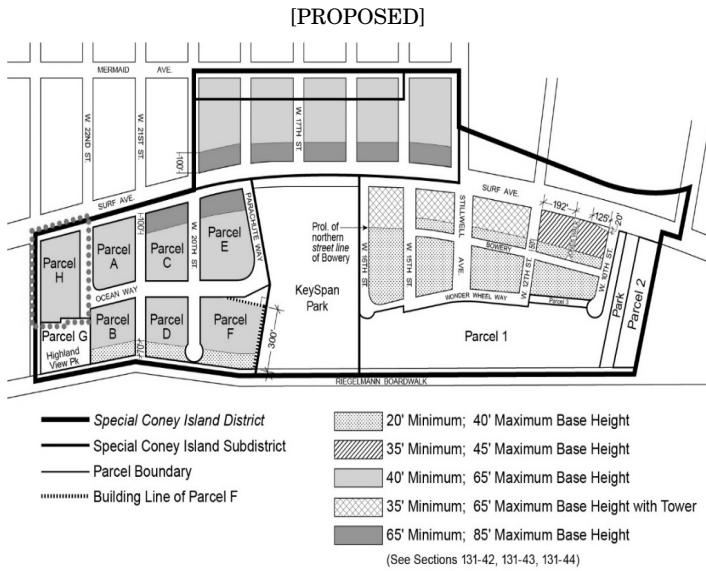 [PROPOSED]
MERMAID AVE.
W. 22ND ST.
W. 21ST ST.
W. 17TH ST.
100'
SURF AVE.
SURF AVE.
192'
125'
20'
100'
PARACHUTE WAY
STILLWELL AVE.
Parcel H
Parcel A
Parcel C
W. 20TH ST.
Parcel E
Prol. of
northern
street line
of Bowery
W. 16TH ST.
W. 15TH ST.
BOWERY
W. 12TH ST.
W. 10TH ST.
OCEAN WAY
KeySpan
Park
WONDER WHEEL WAY
Parcel 3
Park
Parcel 2
Parcel G
Highland
View Pk
Parcel B
Parcel D
Parcel F
300'
Parcel 1
RIEGELMANN BOARDWALK
Special Coney Island District
Special Coney Island Subdistrict
Parcel Boundary
Building Line of Parcel F
20' Minimum; 40' Maximum Base Height
35' Minimum; 45' Maximum Base Height
40' Minimum; 65' Maximum Base Height
35' Minimum; 65' Maximum Base Height with Tower
65' Minimum; 85' Maximum Base Height
(See Sections 131-42, 131-43, 131-44)